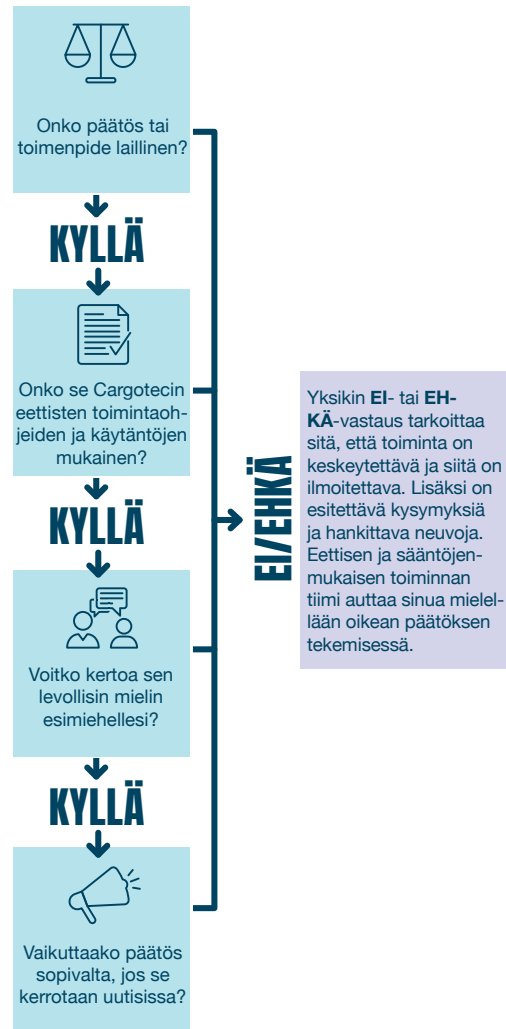 Onko päätös tai
toimenpide laillinen?
KYLLÄ
Onko se Cargotecin
eettisten toimintaoh-
jeiden ja käytäntöjen
mukainen?
KYLLÄ
Voitko kertoa sen
levollisin mielin
esimiehellesi?
KYLLÄ
Vaikuttaako päätös
sopivalta, jos se
kerrotaan uutisissa?
EI/EHKÄ
Yksikin EI- tai EH-
KÄ-vastaus tarkoittaa
sitä, että toiminta on
keskeytettävä ja siitä on
ilmoitettava. Lisäksi on
esitettävä kysymyksiä
ja hankittava neuvoja.
Eettisen ja sääntöjen-
mukaisen toiminnan
tiimi auttaa sinua mielel-
lään oikean päätöksen
tekemisessä.